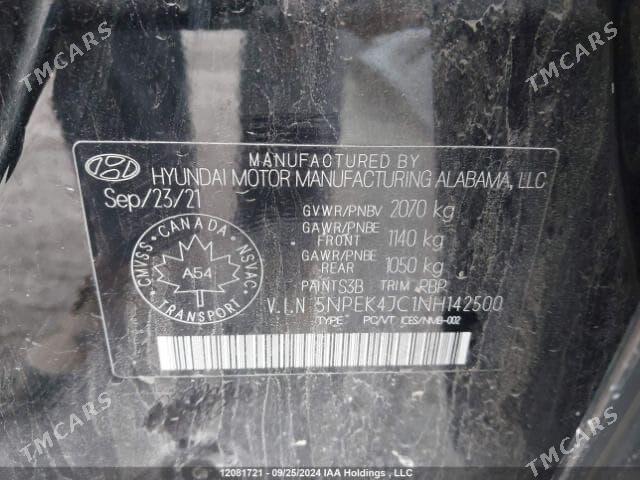 TMCARS
TMCARS
MANUFACTURED BY
HYUNDAI MOTOR MANUFACTURING ALABAMA, LLC
Sep/23/21
GVWR/PNBV 2070 kg
GAWR/PNBE
FRONT 1140 kg
GAWR/PNBE
REAR 1050 kg
PAINT S3B TRIM RBP
V.I.N 5NPEK4JC1NH142500
TYPE PC/VT ICES/NMB-002
CANADA
CMVSS NSVAC
A54
TRANSPORT
TMCARS
TMCARS
12081721 - 09/25/2024 IAA Holdings , LLC